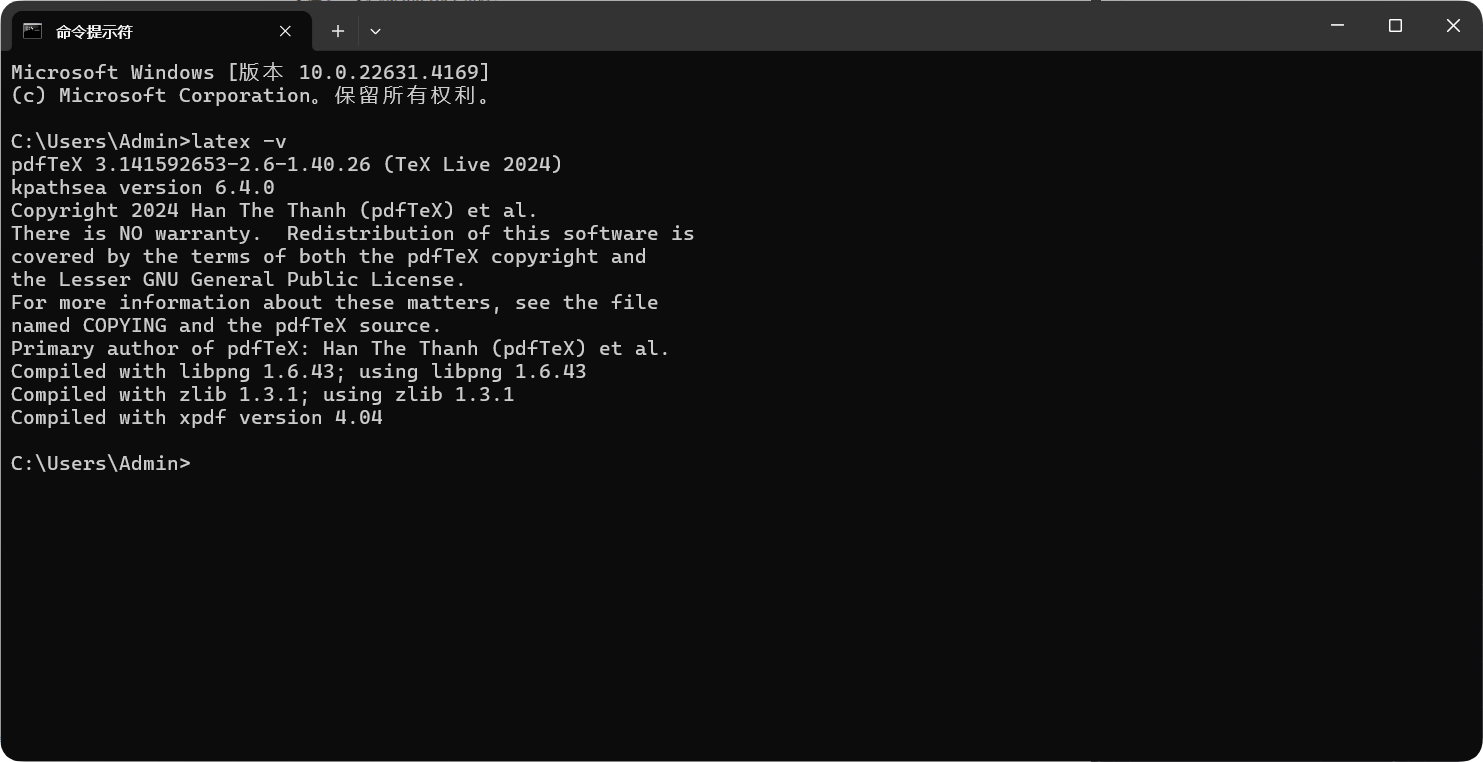 命令提示符
Microsoft Windows [版本 10.0.22631.4169]
(c) Microsoft Corporation。保留所有权利。
C:\Users\Admin>latex -v
pdfTeX 3.141592653-2.6-1.40.26 (TeX Live 2024)
kpathsea version 6.4.0
Copyright 2024 Han The Thanh (pdfTeX) et al.
There is NO warranty.  Redistribution of this software is
covered by the terms of both the pdfTeX copyright and
the Lesser GNU General Public License.
For more information about these matters, see the file
named COPYING and the pdfTeX source.
Primary author of pdfTeX: Han The Thanh (pdfTeX) et al.
Compiled with libpng 1.6.43; using libpng 1.6.43
Compiled with zlib 1.3.1; using zlib 1.3.1
Compiled with xpdf version 4.04
C:\Users\Admin>